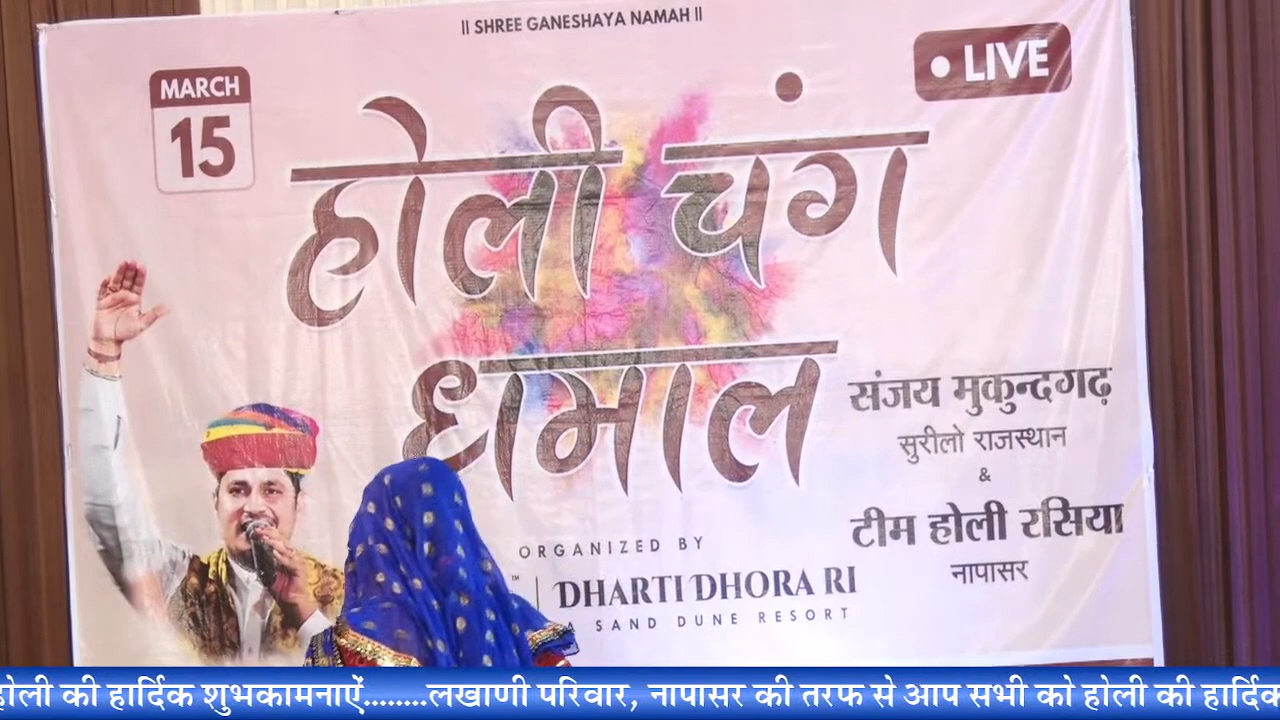 ॥ SHREE GANESHAYA NAMAH ॥
MARCH
15
• LIVE
होली चंग
धमाल
संजय मुकुन्दगढ़
सुरीलो राजस्थान
&
टीम होली रसिया
नापासर
ORGANIZED BY
™ | DHARTI DHORA RI
A SAND DUNE RESORT
होली की हार्दिक शुभकामनाऐं........लखाणी परिवार, नापासर की तरफ से आप सभी को होली की हार्दिक